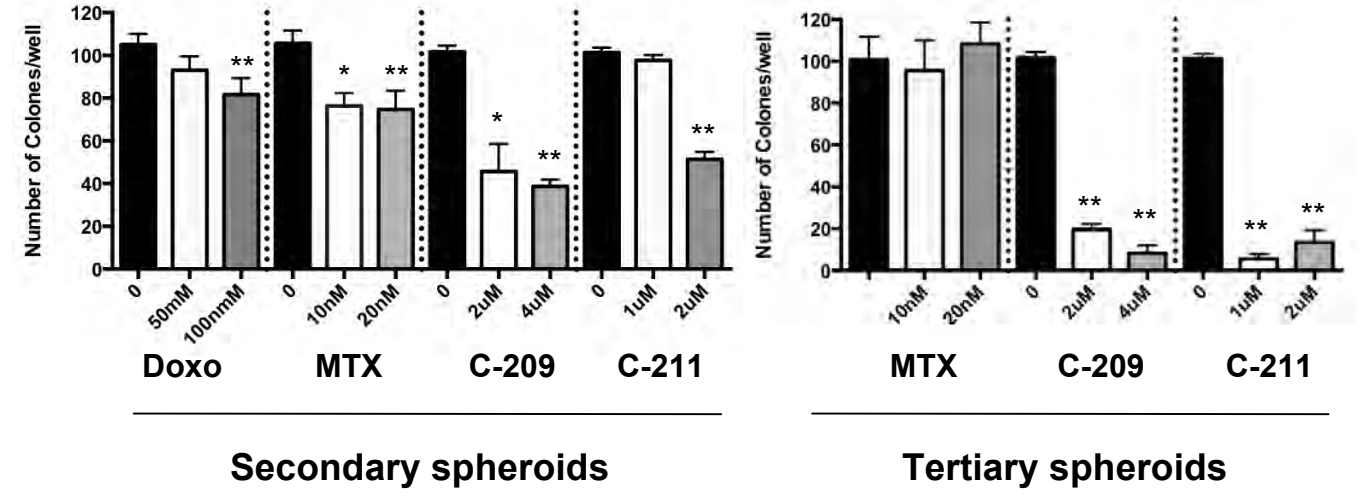 Number of Colones/well
120
100
80
60
40
20
0
** * ** * ** **
0 50mM 100nmM 0 10nM 20nM 0 2uM 4uM 0 1uM 2uM
Doxo MTX C-209 C-211
Secondary spheroids
Number of Colones/well
120
100
80
60
40
20
0
** ** ** **
10nM 20nM 0 2uM 4uM 0 1uM 2uM
MTX C-209 C-211
Tertiary spheroids